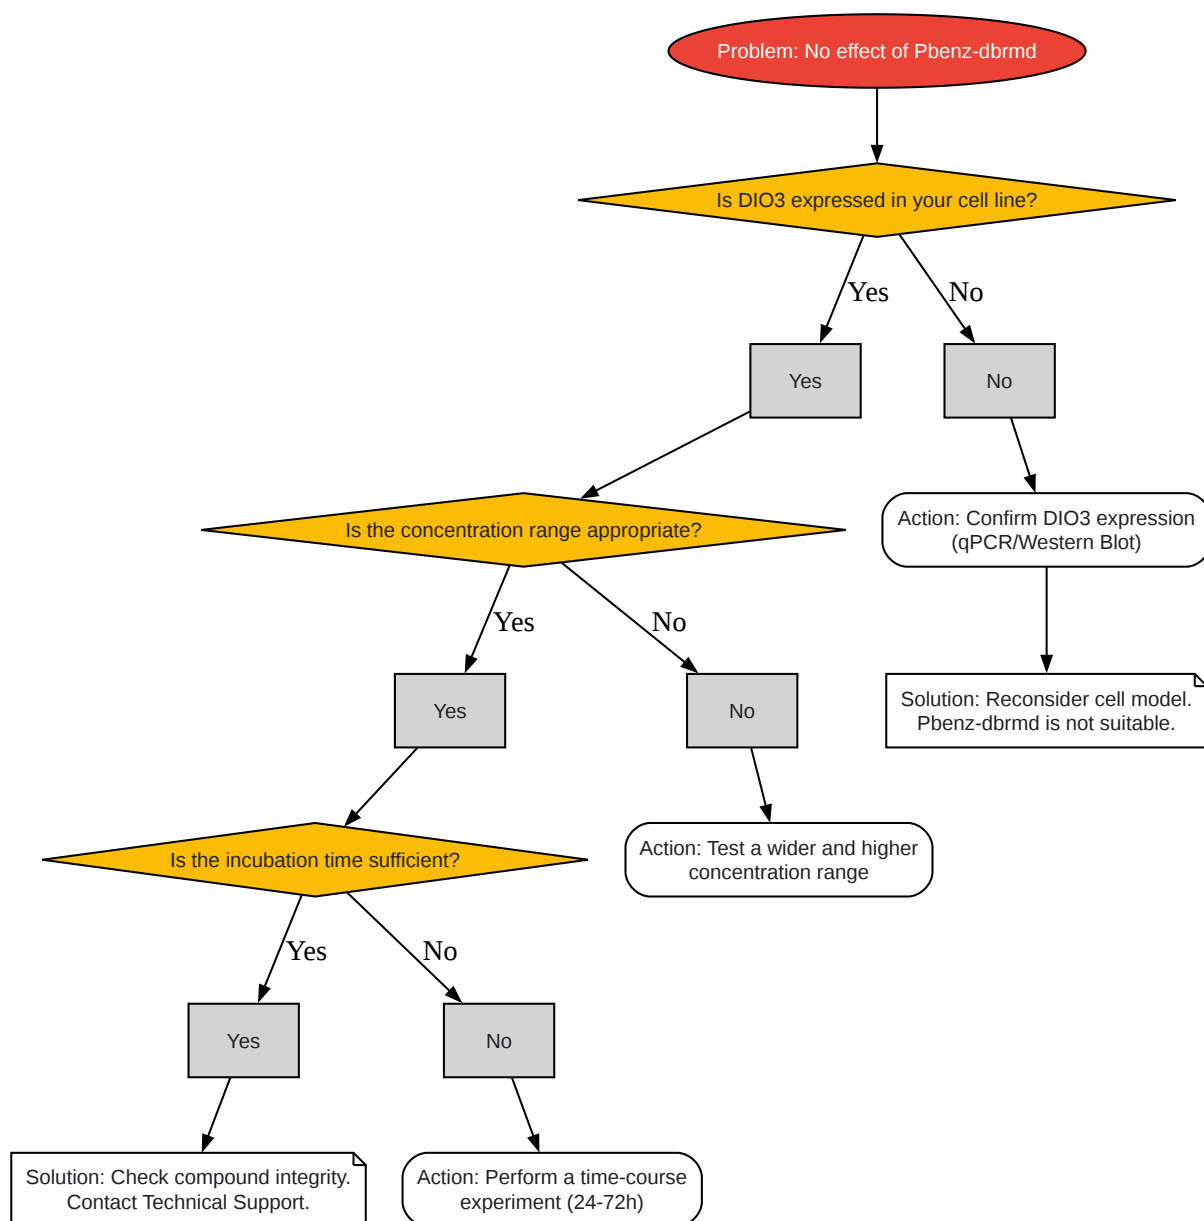 Problem: No effect of Pbenz-dbrmd
Is DIO3 expressed in your cell line?
Yes
No
Yes
No
Is the concentration range appropriate?
Action: Confirm DIO3 expression
(qPCR/Western Blot)
Yes
No
Yes
No
Solution: Reconsider cell model.
Pbenz-dbrmd is not suitable.
Is the incubation time sufficient?
Action: Test a wider and higher
concentration range
Yes
No
Yes
No
Solution: Check compound integrity.
Contact Technical Support.
Action: Perform a time-course
experiment (24-72h)